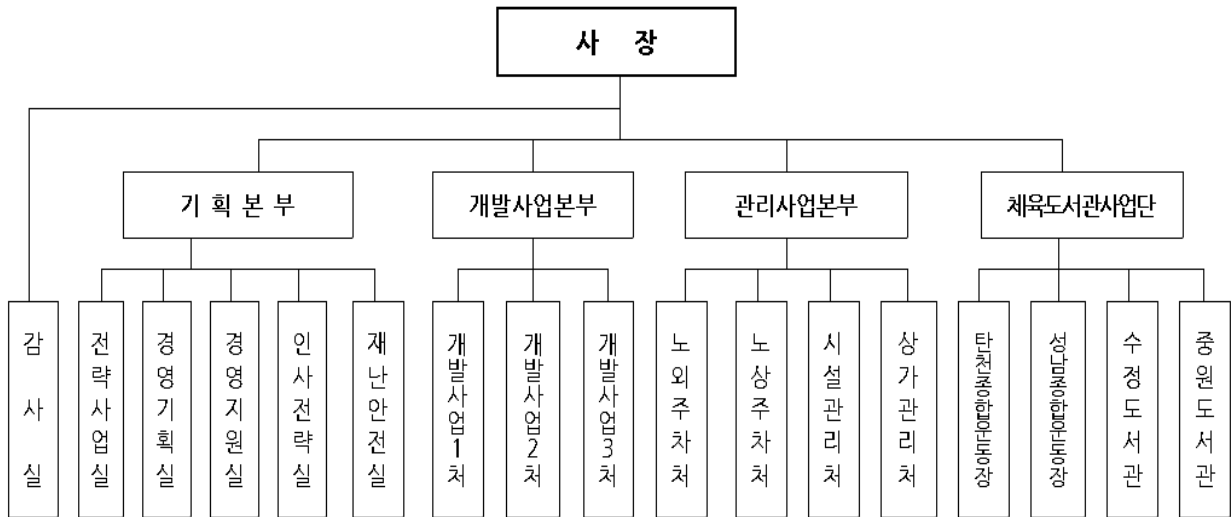 사 장
기 획 본 부
개발사업본부
관리사업본부
체육도서관사업단
감사실
전략사업실
경영기획실
경영지원실
인사전략실
재난안전실
개발사업1처
개발사업2처
개발사업3처
노외주차처
노상주차처
시설관리처
상가관리처
탄천종합운동장
성남종합운동장
수정도서관
중원도서관